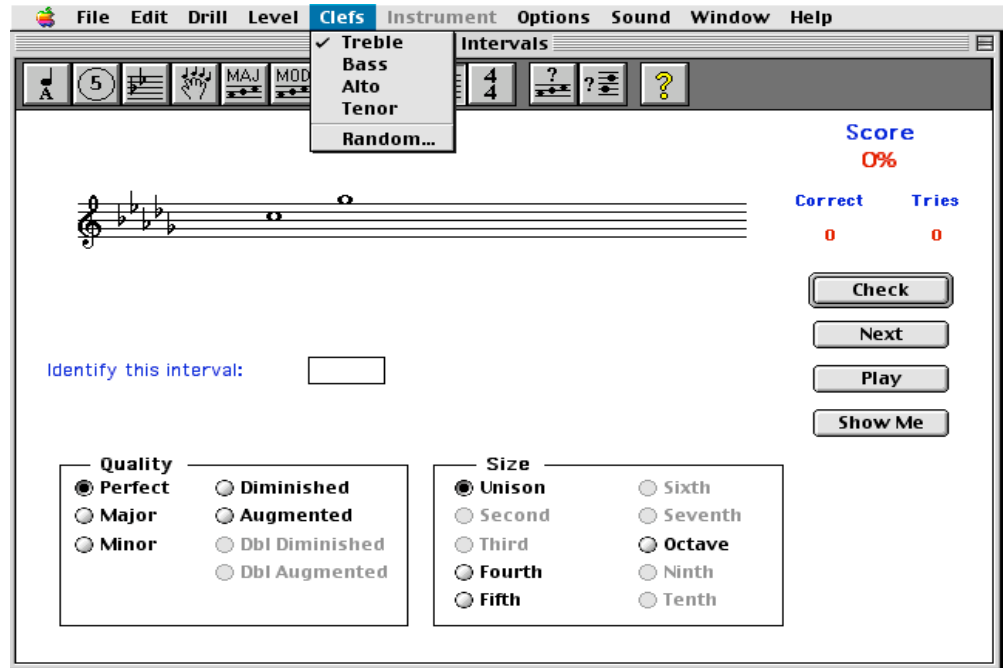 File Edit Drill Level Clefs Instrument Options Sound Window Help
Intervals
✓ Treble
Bass
Alto
Tenor
Random...
A 5 MAJ MOD 4 4 ? ? ?
Score
0%
Correct Tries
0 0
Check
Next
Play
Show Me
Identify this interval:
Quality
Perfect Diminished
Major Augmented
Minor Dbl Diminished
Dbl Augmented
Size
Unison Sixth
Second Seventh
Third Octave
Fourth Ninth
Fifth Tenth